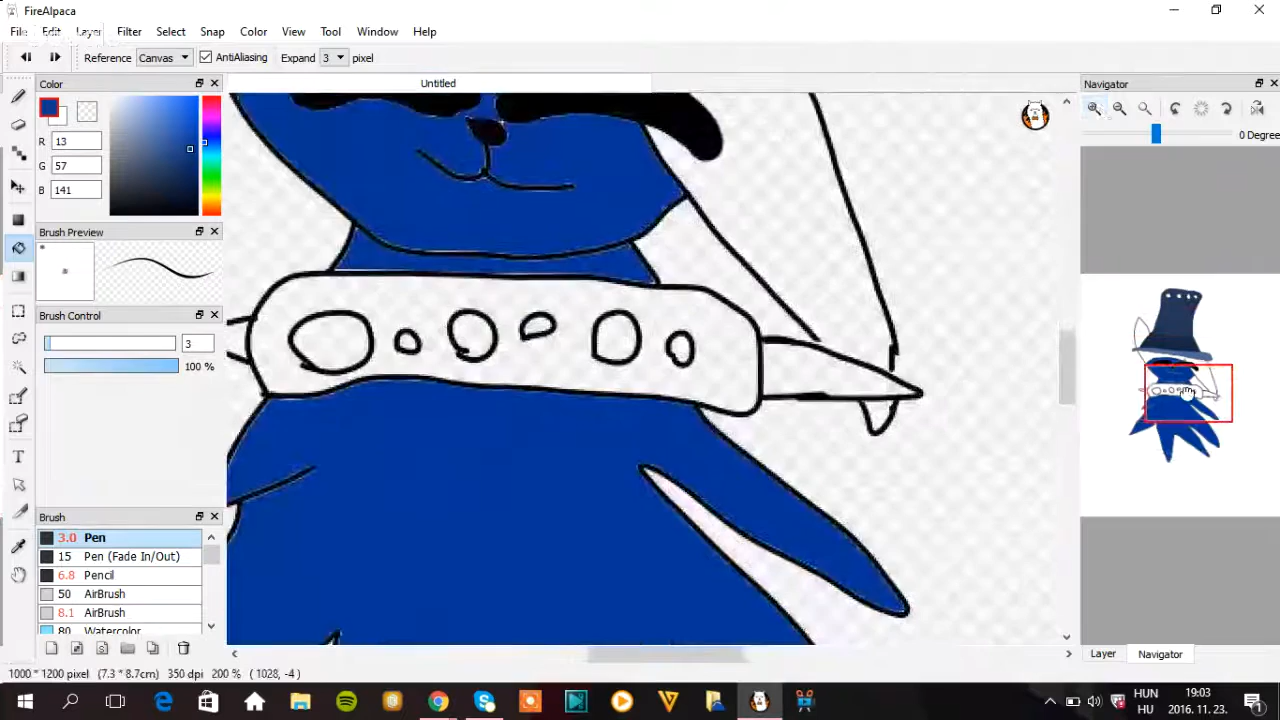 FireAlpaca
File Edit Layer Filter Select Snap Color View Tool Window Help
Reference Canvas AntiAliasing Expand 3 pixel
Color
Untitled
Navigator
R 13
G 57
B 141
0 Degree
Brush Preview
Brush Control
3
100 %
Brush
3.0 Pen
15 Pen (Fade In/Out)
6.8 Pencil
50 AirBrush
8.1 AirBrush
80 Watercolor
Layer Navigator
1000 * 1200 pixel (7.3 * 8.7cm) 350 dpi 200 % ( 1028, -4 )
HUN 19:03
HU 2016. 11. 23.